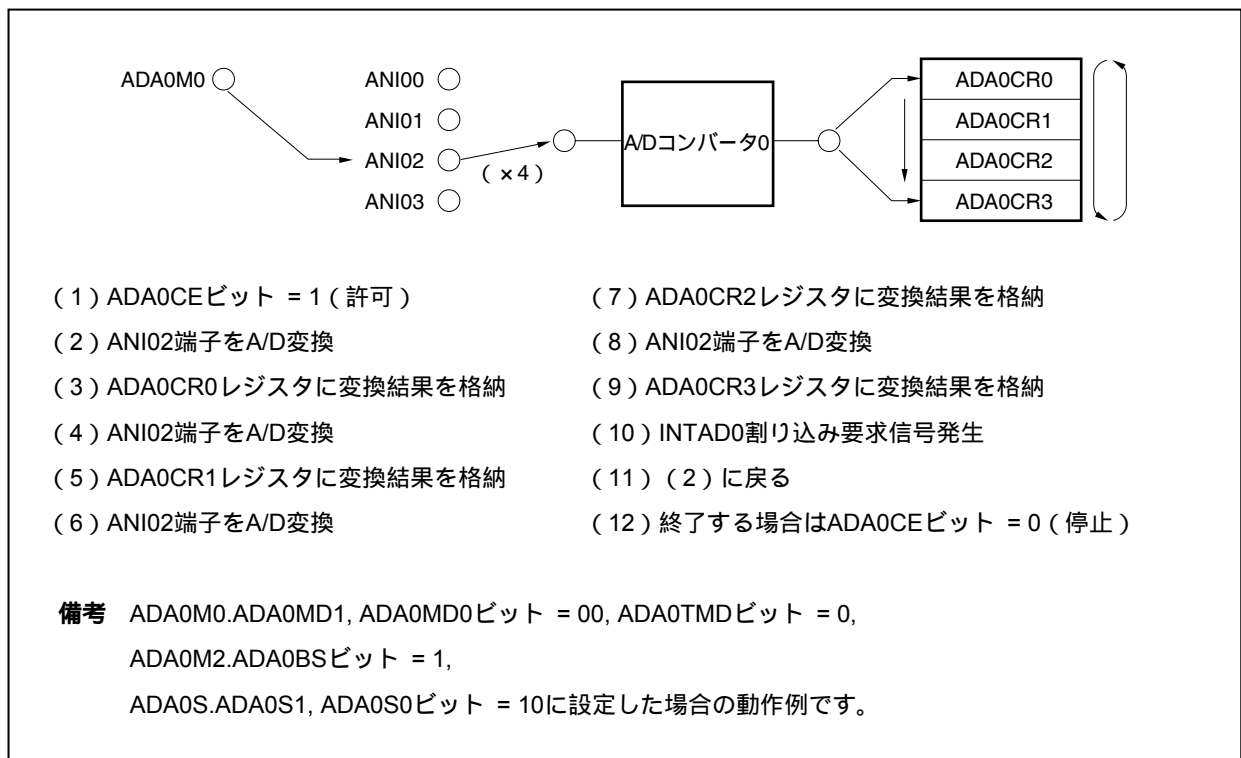 ADA0M0
ANI00
ANI01
ANI02
ANI03
（×4）
A/Dコンバータ0
ADA0CR0
ADA0CR1
ADA0CR2
ADA0CR3
（1）ADA0CEビット = 1（許可）
（2）ANI02端子をA/D変換
（3）ADA0CR0レジスタに変換結果を格納
（4）ANI02端子をA/D変換
（5）ADA0CR1レジスタに変換結果を格納
（6）ANI02端子をA/D変換
（7）ADA0CR2レジスタに変換結果を格納
（8）ANI02端子をA/D変換
（9）ADA0CR3レジスタに変換結果を格納
（10）INTAD0割り込み要求信号発生
（11）（2）に戻る
（12）終了する場合はADA0CEビット = 0（停止）
備考 ADA0M0.ADA0MD1, ADA0MD0ビット = 00, ADA0TMDビット = 0,
ADA0M2.ADA0BSビット = 1,
ADA0S.ADA0S1, ADA0S0ビット = 10に設定した場合の動作例です。